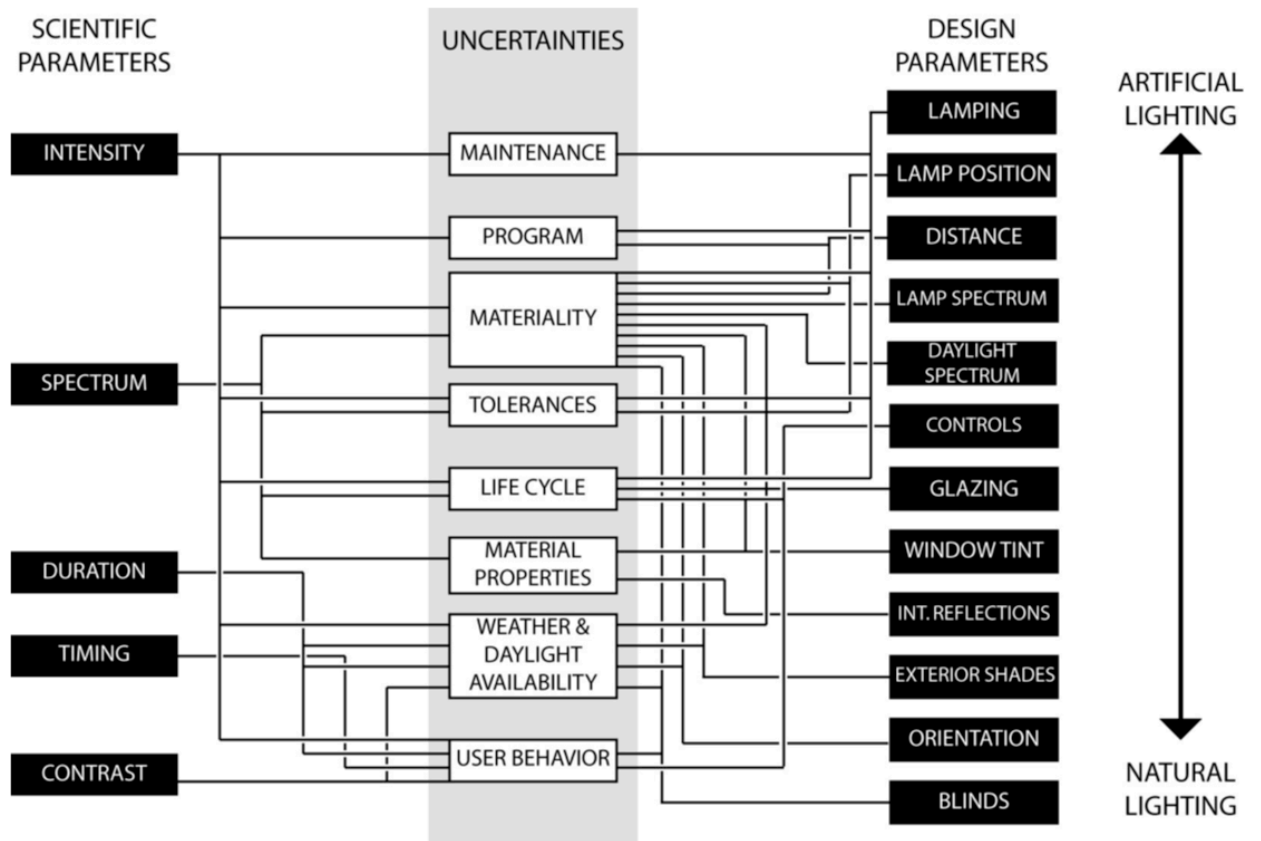 SCIENTIFIC
PARAMETERS
INTENSITY
SPECTRUM
DURATION
TIMING
CONTRAST
UNCERTAINTIES
MAINTENANCE
PROGRAM
MATERIALITY
TOLERANCES
LIFE CYCLE
MATERIAL
PROPERTIES
WEATHER &
DAYLIGHT
AVAILABILITY
USER BEHAVIOR
DESIGN
PARAMETERS
LAMPING
LAMP POSITION
DISTANCE
LAMP SPECTRUM
DAYLIGHT
SPECTRUM
CONTROLS
GLAZING
WINDOW TINT
INT. REFLECTIONS
EXTERIOR SHADES
ORIENTATION
BLINDS
ARTIFICIAL
LIGHTING
NATURAL
LIGHTING